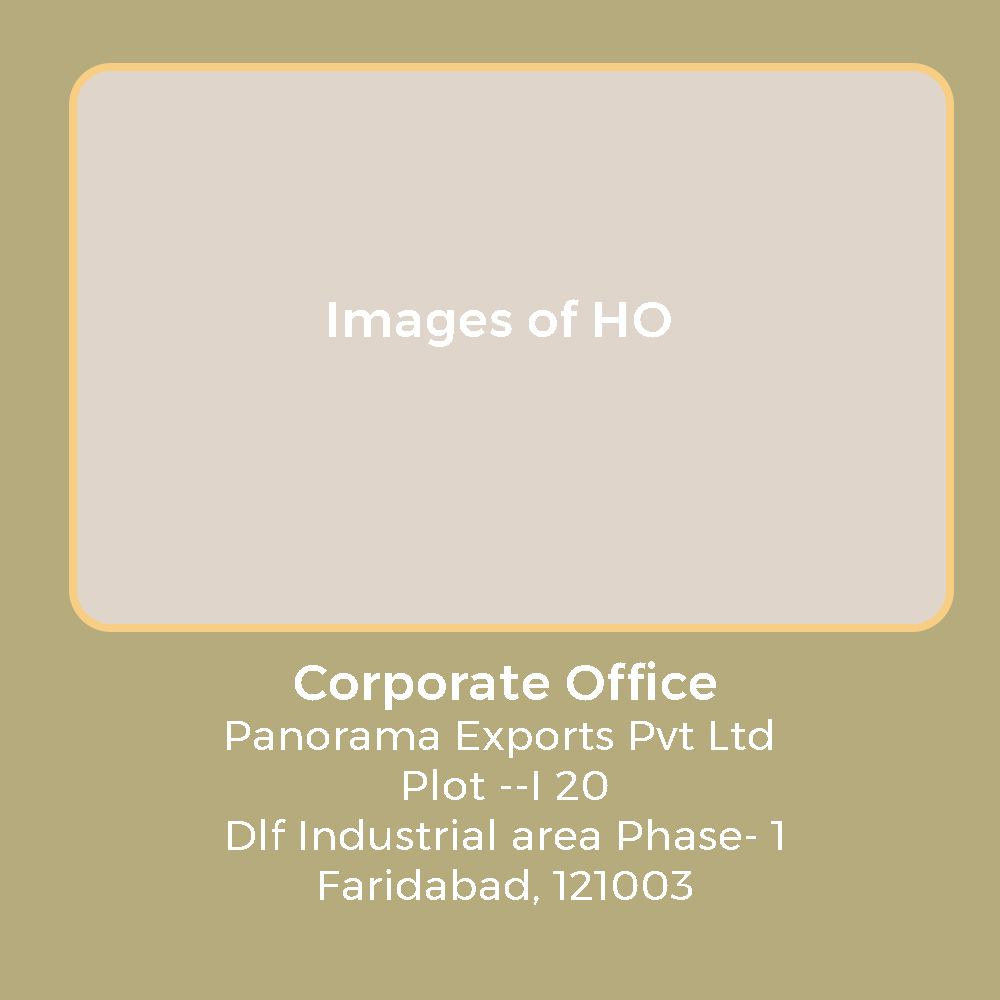 Images of HO
Corporate Office
Panorama Exports Pvt Ltd
Plot --I 20
Dlf Industrial area Phase- 1
Faridabad, 121003